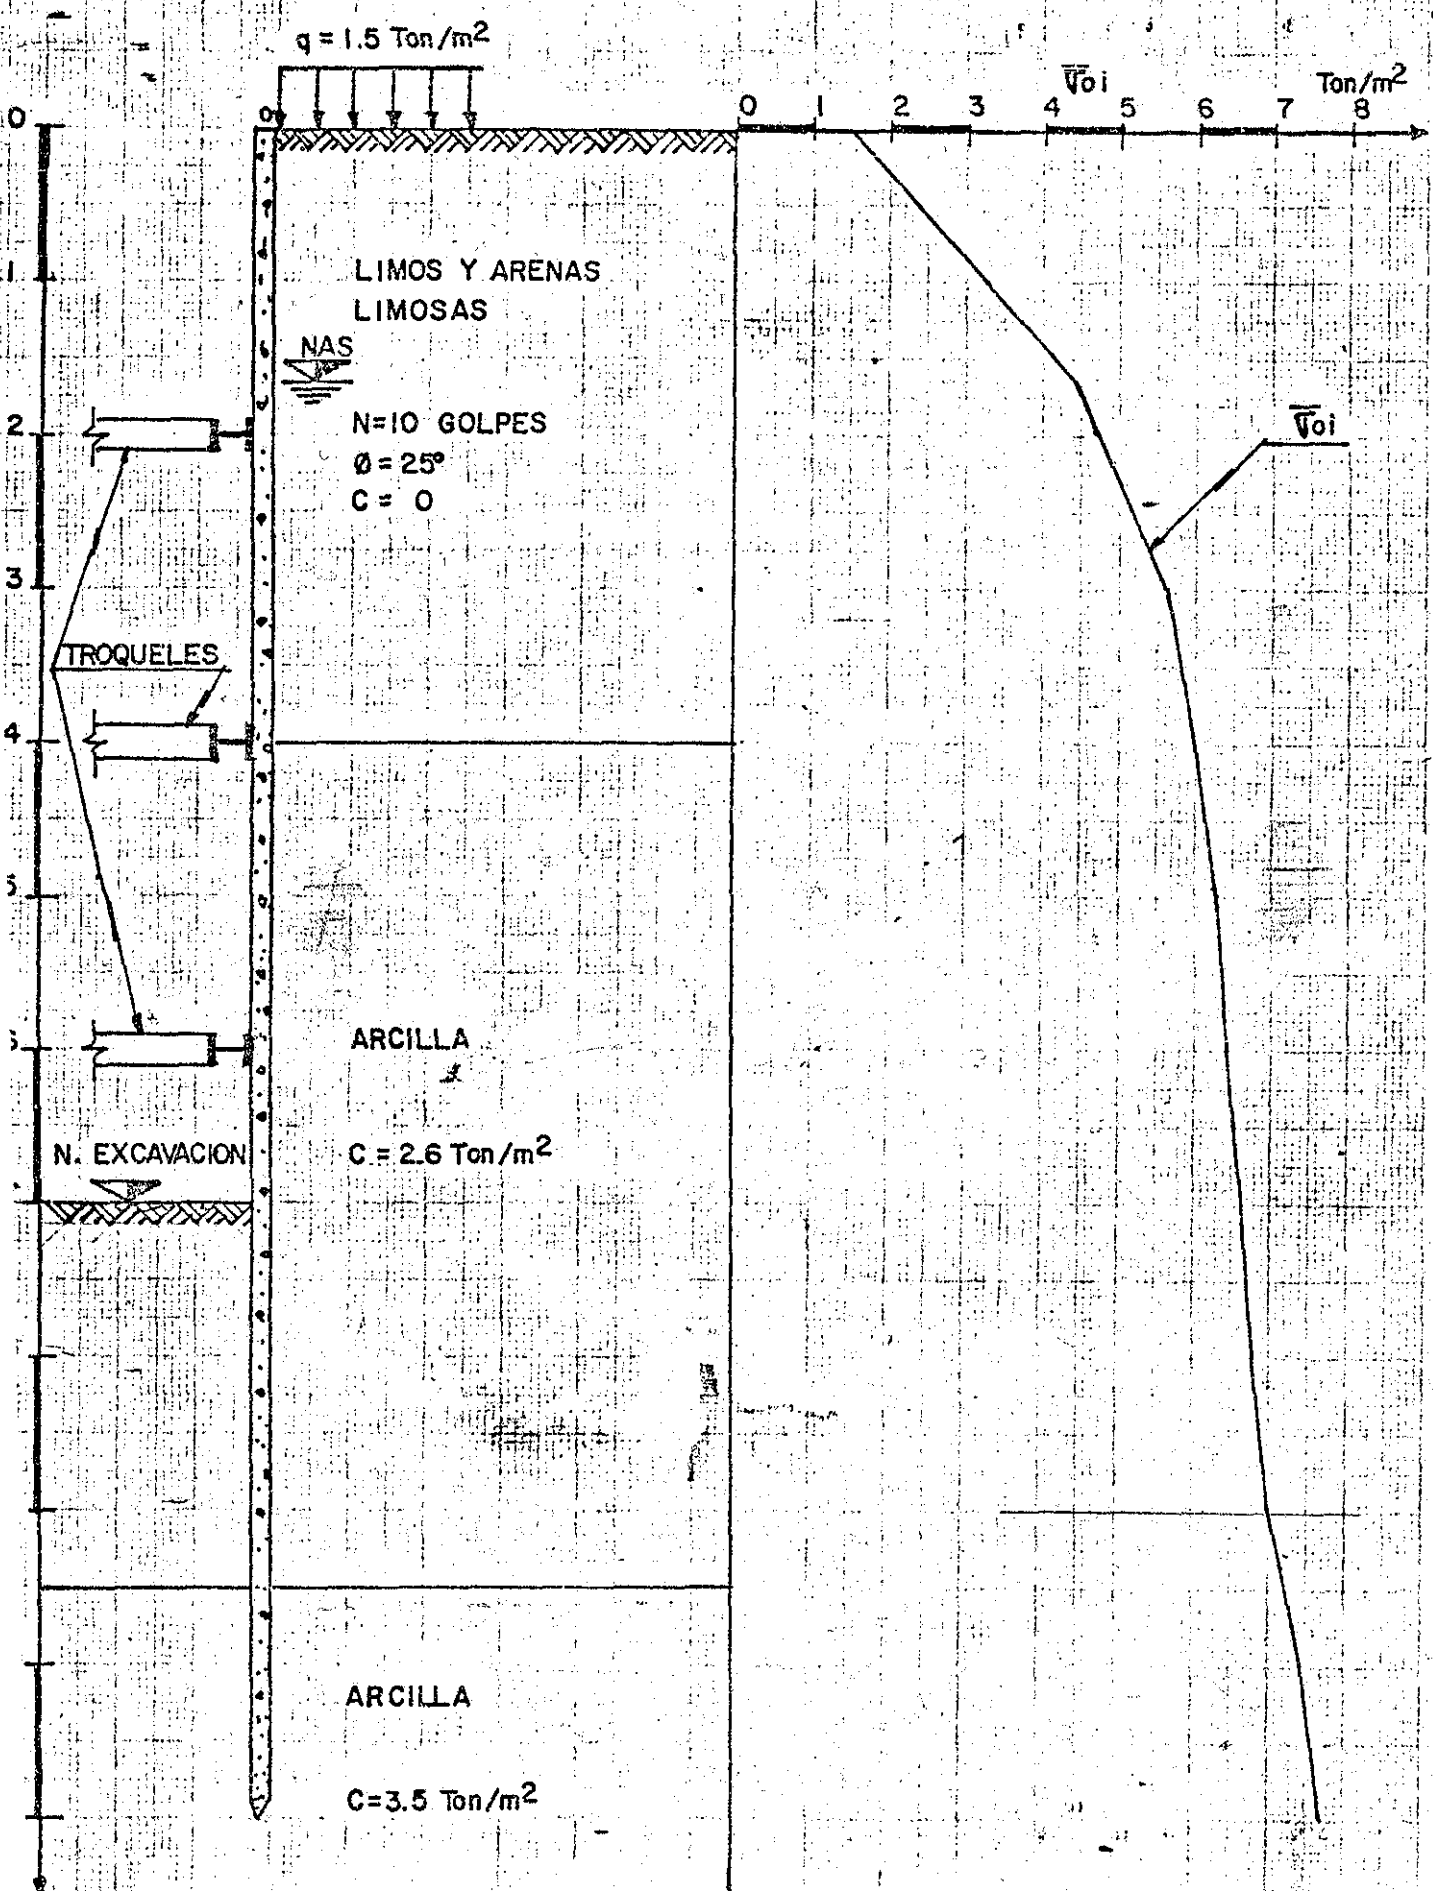 q = 1.5 Ton/m²
V̄oi Ton/m²
0 1 2 3 4 5 6 7 8
0
1
LIMOS Y ARENAS
LIMOSAS
NAS
2
N=10 GOLPES
Ø = 25°
C = 0
V̄oi
3
TROQUELES
4
ARCILLA
N. EXCAVACION
C = 2.6 Ton/m²
ARCILLA
C=3.5 Ton/m²